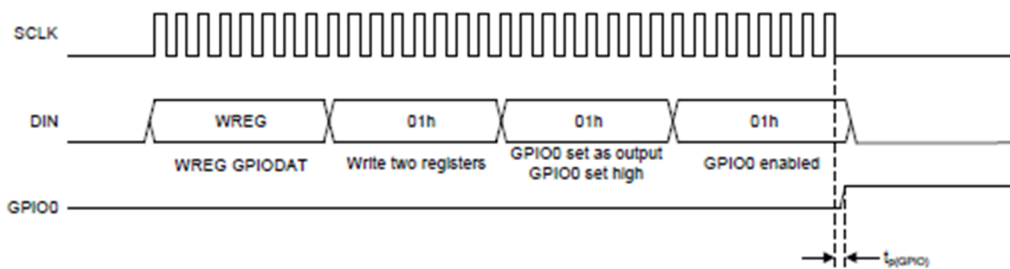 SCLK
DIN
WREG
01h
01h
01h
WREG GPIODAT
Write two registers
GPIO0 set as output
GPIO0 set high
GPIO0 enabled
GPIO0
tp(GPIO)